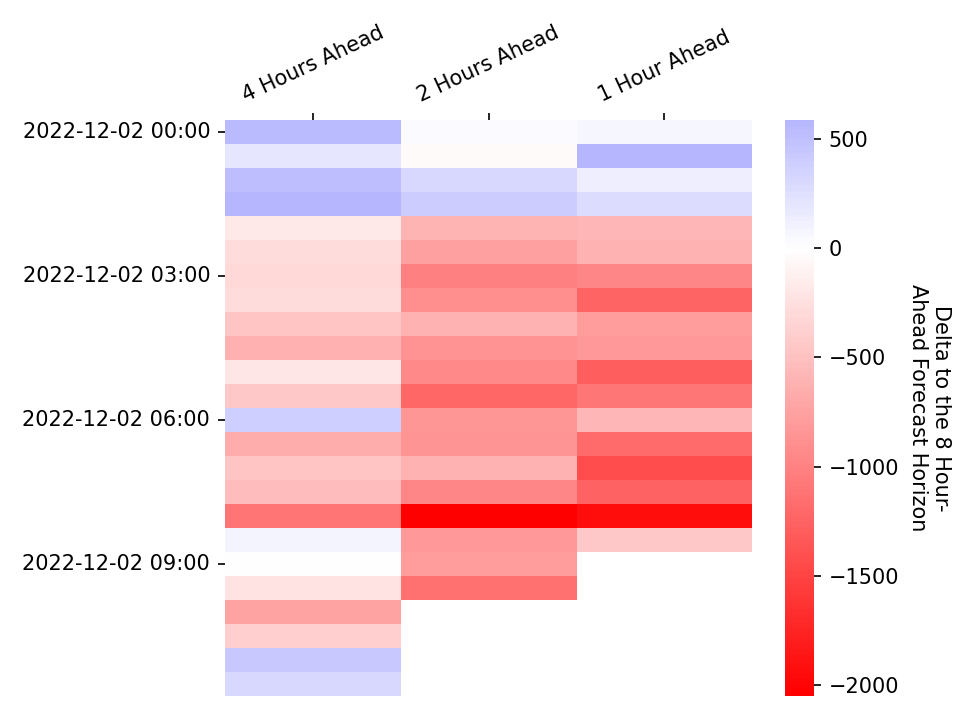 4 Hours Ahead
2 Hours Ahead
1 Hour Ahead
2022-12-02 00:00
2022-12-02 03:00
2022-12-02 06:00
2022-12-02 09:00
500
0
−500
−1000
−1500
−2000
Delta to the 8 Hour-
Ahead Forecast Horizon